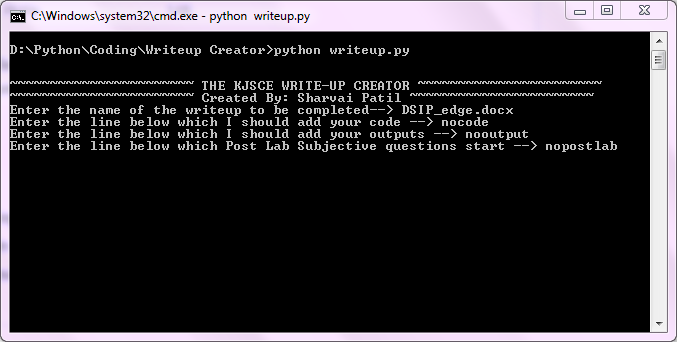 C:\Windows\system32\cmd.exe - python  writeup.py
D:\Python\Coding\Writeup Creator>python writeup.py
~~~~~~~~~~~~~~~~~~~~~~~~ THE KJSCE WRITE-UP CREATOR ~~~~~~~~~~~~~~~~~~~~~~~~
~~~~~~~~~~~~~~~~~~~~~~~~ Created By: Sharvai Patil ~~~~~~~~~~~~~~~~~~~~~~~~
Enter the name of the writeup to be completed--> DSIP_edge.docx
Enter the line below which I should add your code --> nocode
Enter the line below which I should add your outputs --> nooutput
Enter the line below which Post Lab Subjective questions start --> nopostlab